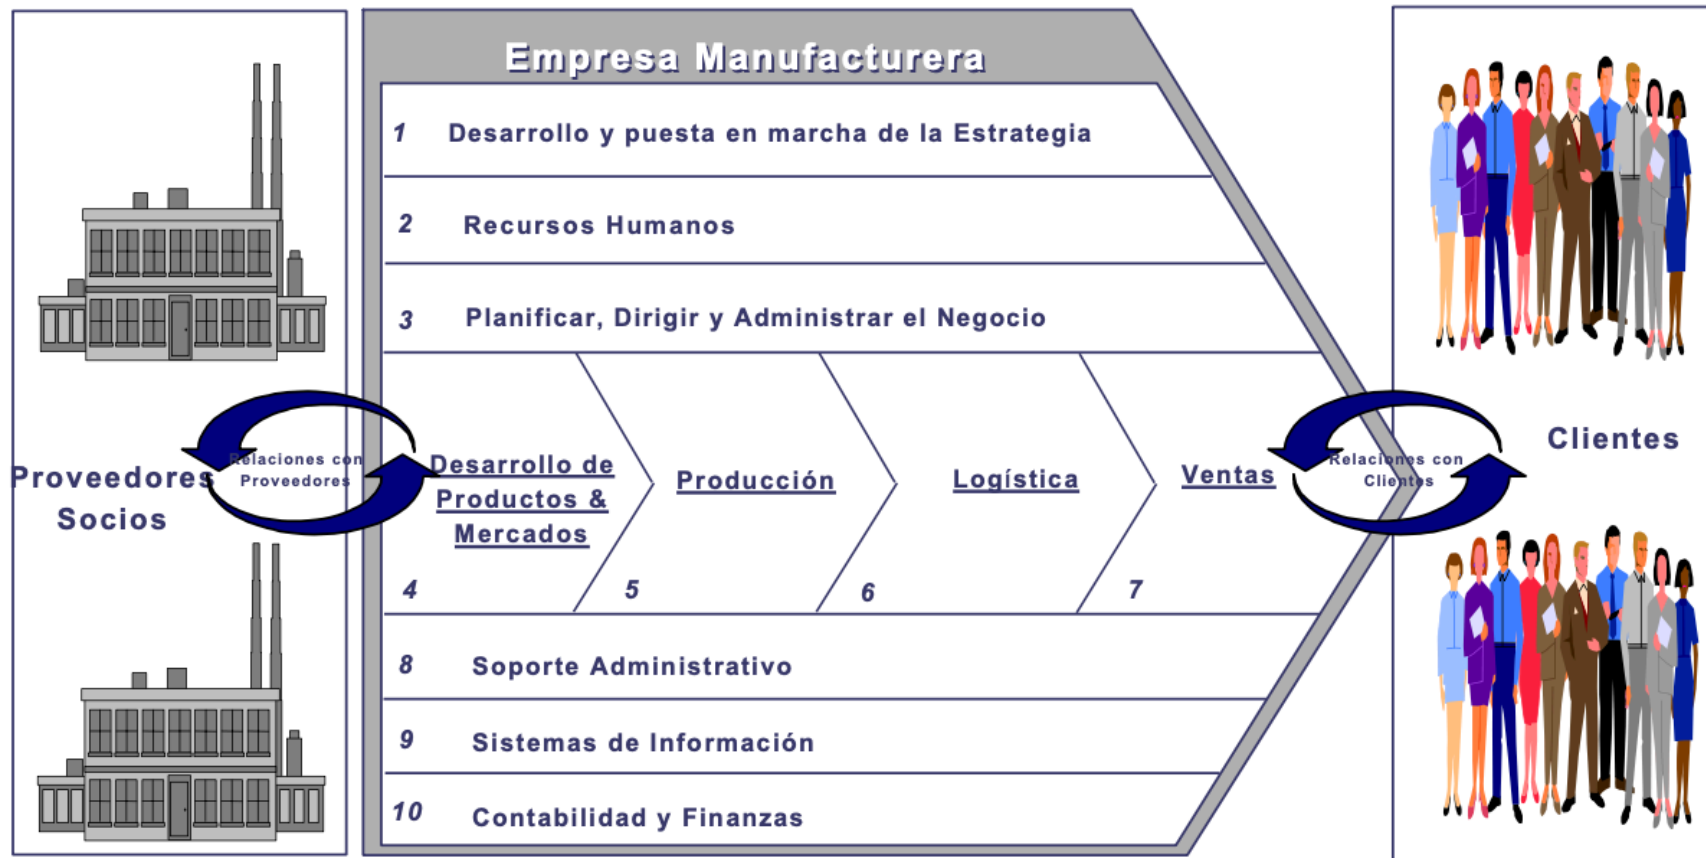 Empresa Manufacturera
1 Desarrollo y puesta en marcha de la Estrategia
2 Recursos Humanos
3 Planificar, Dirigir y Administrar el Negocio
Proveedores
Socios
Relaciones con
Proveedores
Desarrollo de
Productos &
Mercados
4
Producción
5
Logística
6
Ventas
7
Relaciones con
Clientes
Clientes
8 Soporte Administrativo
9 Sistemas de Información
10 Contabilidad y Finanzas